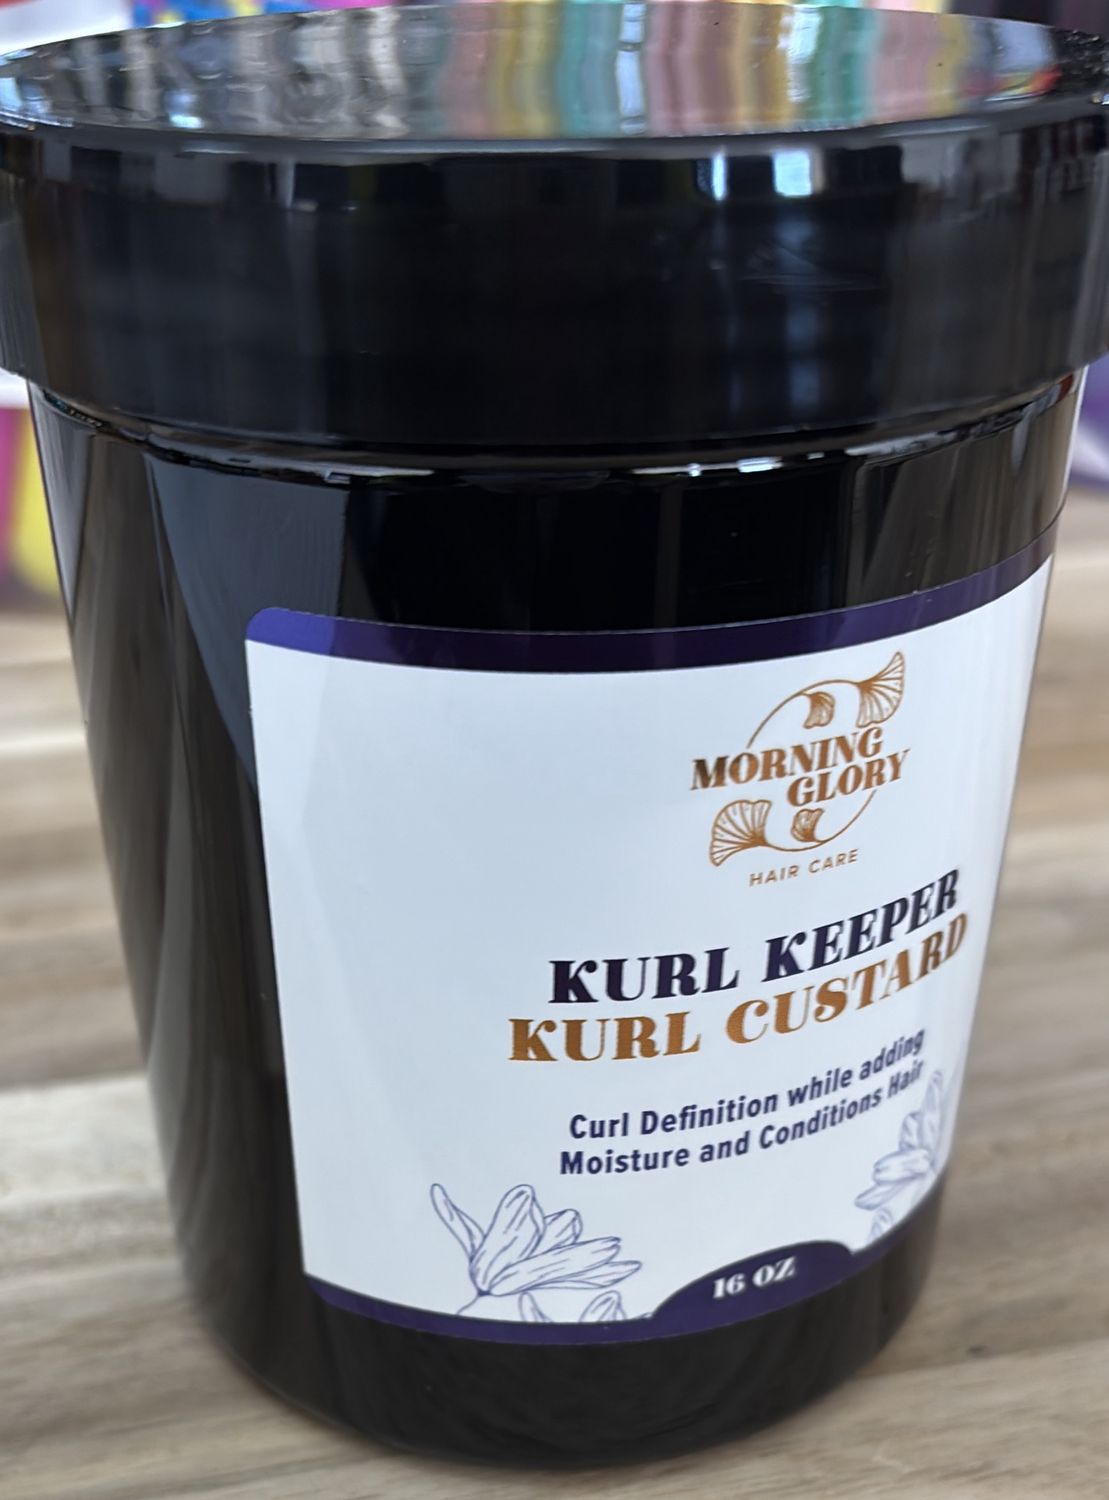 MORNING
GLORY
HAIR CARE
KURL KEEPER
KURL CUSTARD
Curl Definition while adding
Moisture and Conditions Hair
16 OZ